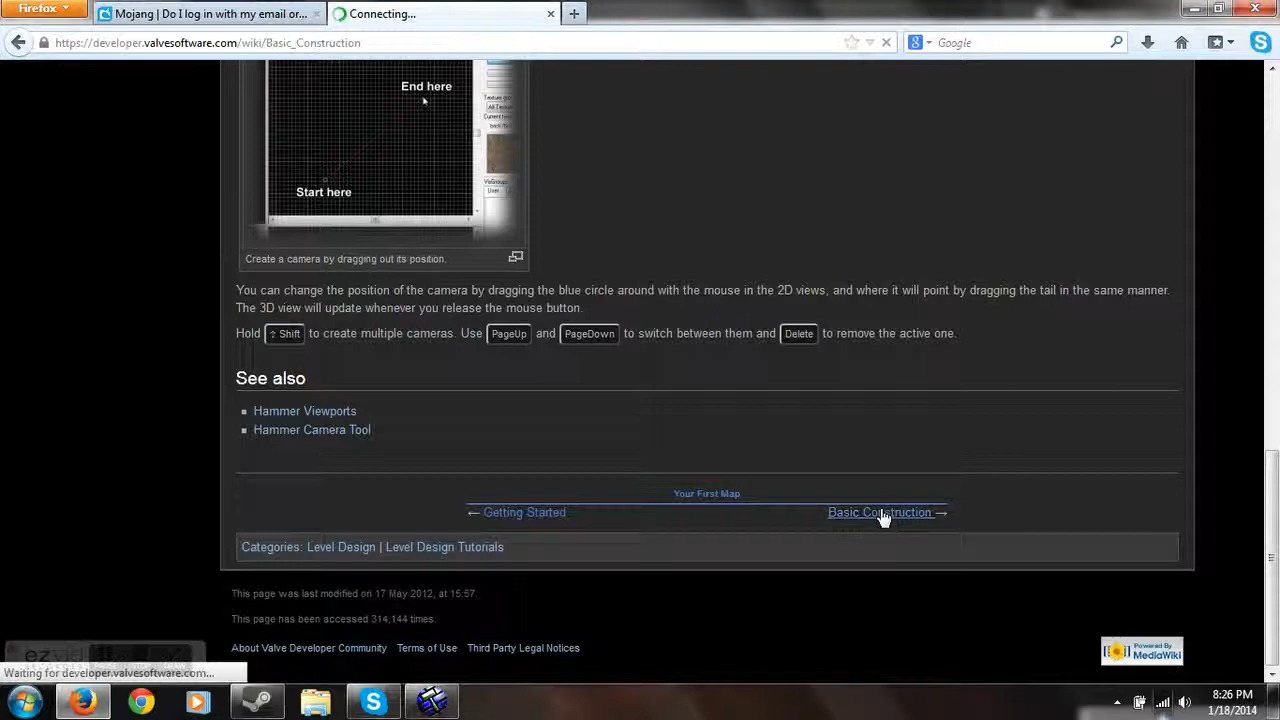 Firefox
Mojang | Do I log in with my email or...
Connecting...
https://developer.valvesoftware.com/wiki/Basic_Construction
Google
End here
Start here
Create a camera by dragging out its position.
You can change the position of the camera by dragging the blue circle around with the mouse in the 2D views, and where it will point by dragging the tail in the same manner.
The 3D view will update whenever you release the mouse button.
Hold ⇧ Shift to create multiple cameras. Use PageUp and PageDown to switch between them and Delete to remove the active one.
See also
Hammer Viewports
Hammer Camera Tool
Your First Map
← Getting Started
Basic Construction →
Categories: Level Design | Level Design Tutorials
This page was last modified on 17 May 2012, at 15:57
This page has been accessed 314,144 times.
About Valve Developer Community
Terms of Use
Third Party Legal Notices
Powered By
MediaWiki
Waiting for developer.valvesoftware.com...
8:26 PM
1/18/2014